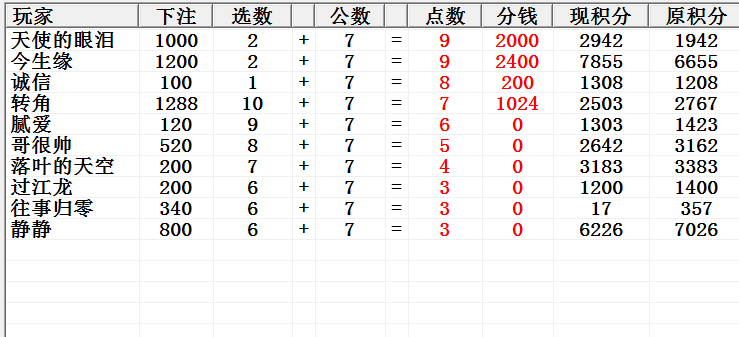 玩家 下注 选数 公数 点数 分钱 现积分 原积分
天使的眼泪 1000 2 + 7 = 9 2000 2942 1942
今生缘 1200 2 + 7 = 9 2400 7855 6655
诚信 100 1 + 7 = 8 200 1308 1208
转角 1288 10 + 7 = 7 1024 2503 2767
腻爱 120 9 + 7 = 6 0 1303 1423
哥很帅 520 8 + 7 = 5 0 2642 3162
落叶的天空 200 7 + 7 = 4 0 3183 3383
过江龙 200 6 + 7 = 3 0 1200 1400
往事归零 340 6 + 7 = 3 0 17 357
静静 800 6 + 7 = 3 0 6226 7026